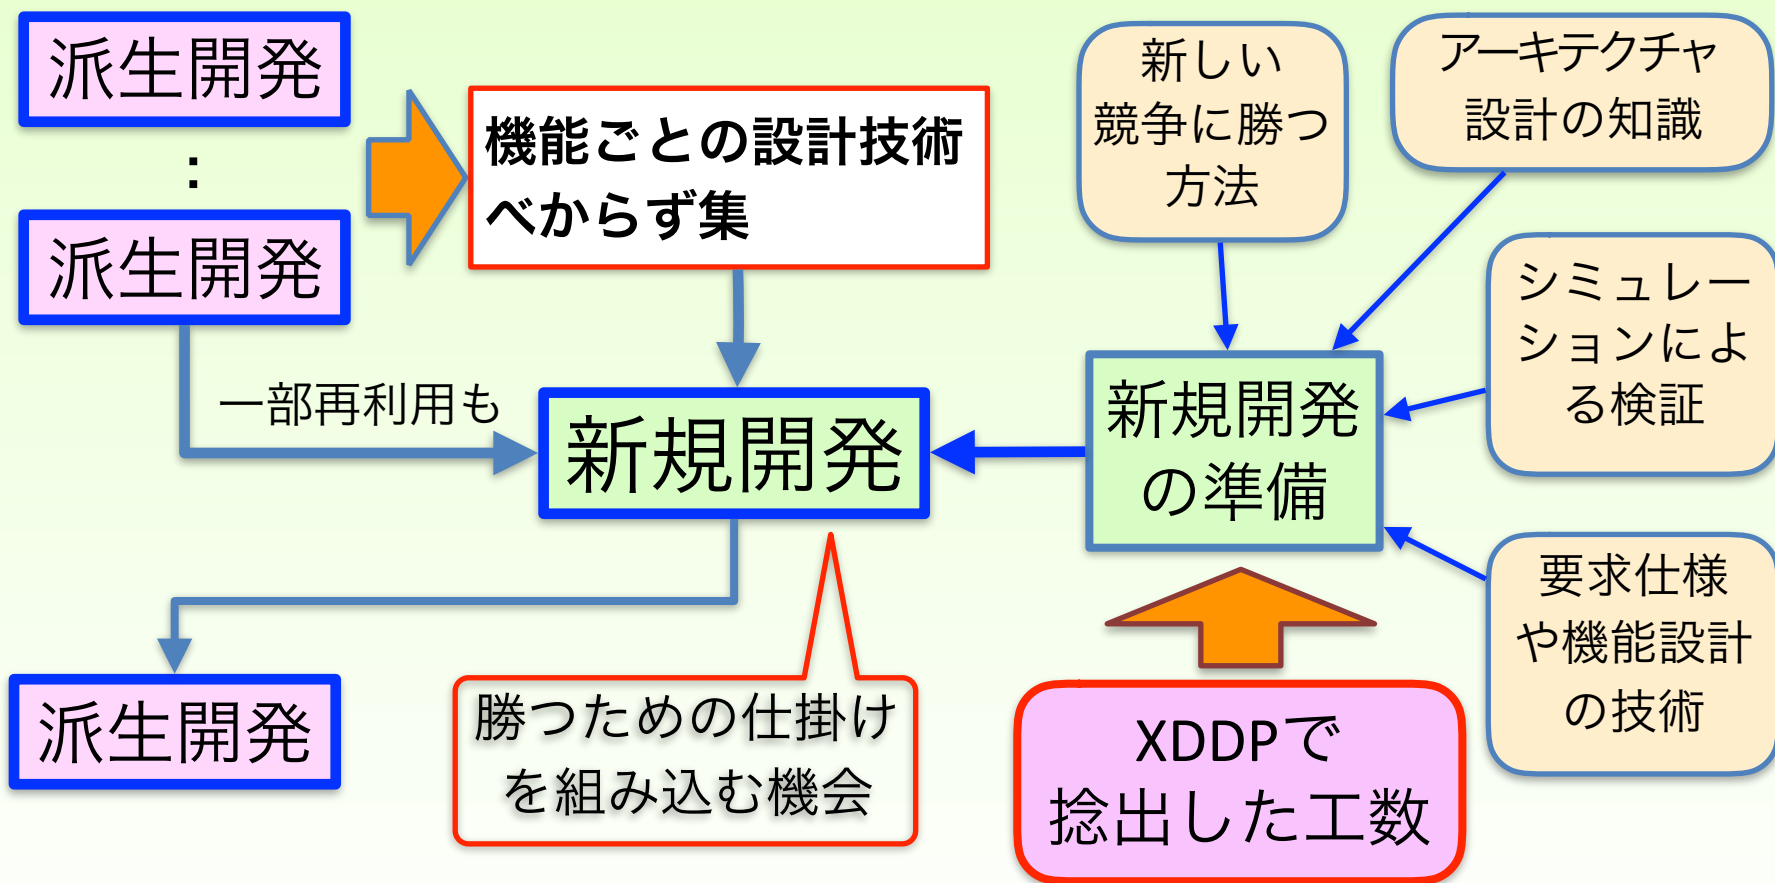 派生開発
:
派生開発
機能ごとの設計技術
べからず集
一部再利用も
新規開発
派生開発
勝つための仕掛け
を組み込む機会
新しい
競争に勝つ
方法
アーキテクチャ
設計の知識
シミュレー
ションによ
る検証
新規開発
の準備
要求仕様
や機能設計
の技術
XDDPで
捻出した工数